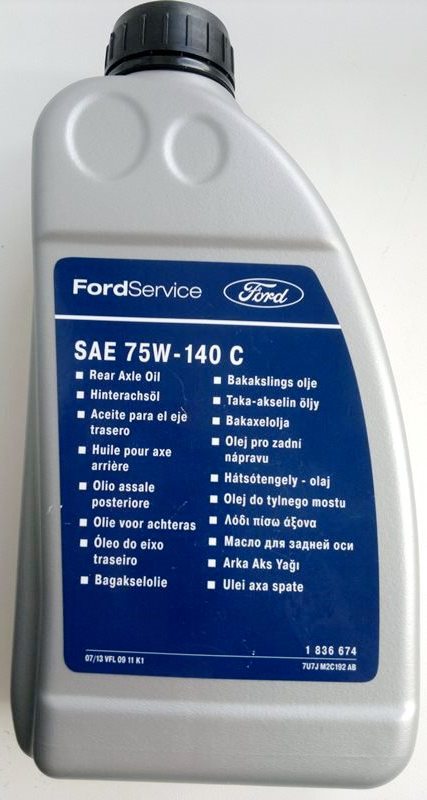 FordService Ford
SAE 75W-140 C
▪ Rear Axle Oil
▪ Hinterachsöl
▪ Aceite para el eje
trasero
▪ Huile pour axe
arrière
▪ Olio assale
posteriore
▪ Olie voor achteras
▪ Óleo do eixo
traseiro
▪ Bagakselolie
▪ Bakakslings olje
▪ Taka-akselin öljy
▪ Bakaxelolja
▪ Olej pro zadní
nápravu
▪ Hátsótengely - olaj
▪ Olej do tylnego mostu
▪ Λάδι πίσω άξονα
▪ Масло для задней оси
▪ Arka Aks Yağı
▪ Ulei axa spate
07/13 VFL 09 11 K1
1 836 674
7U7J M2C192 AB